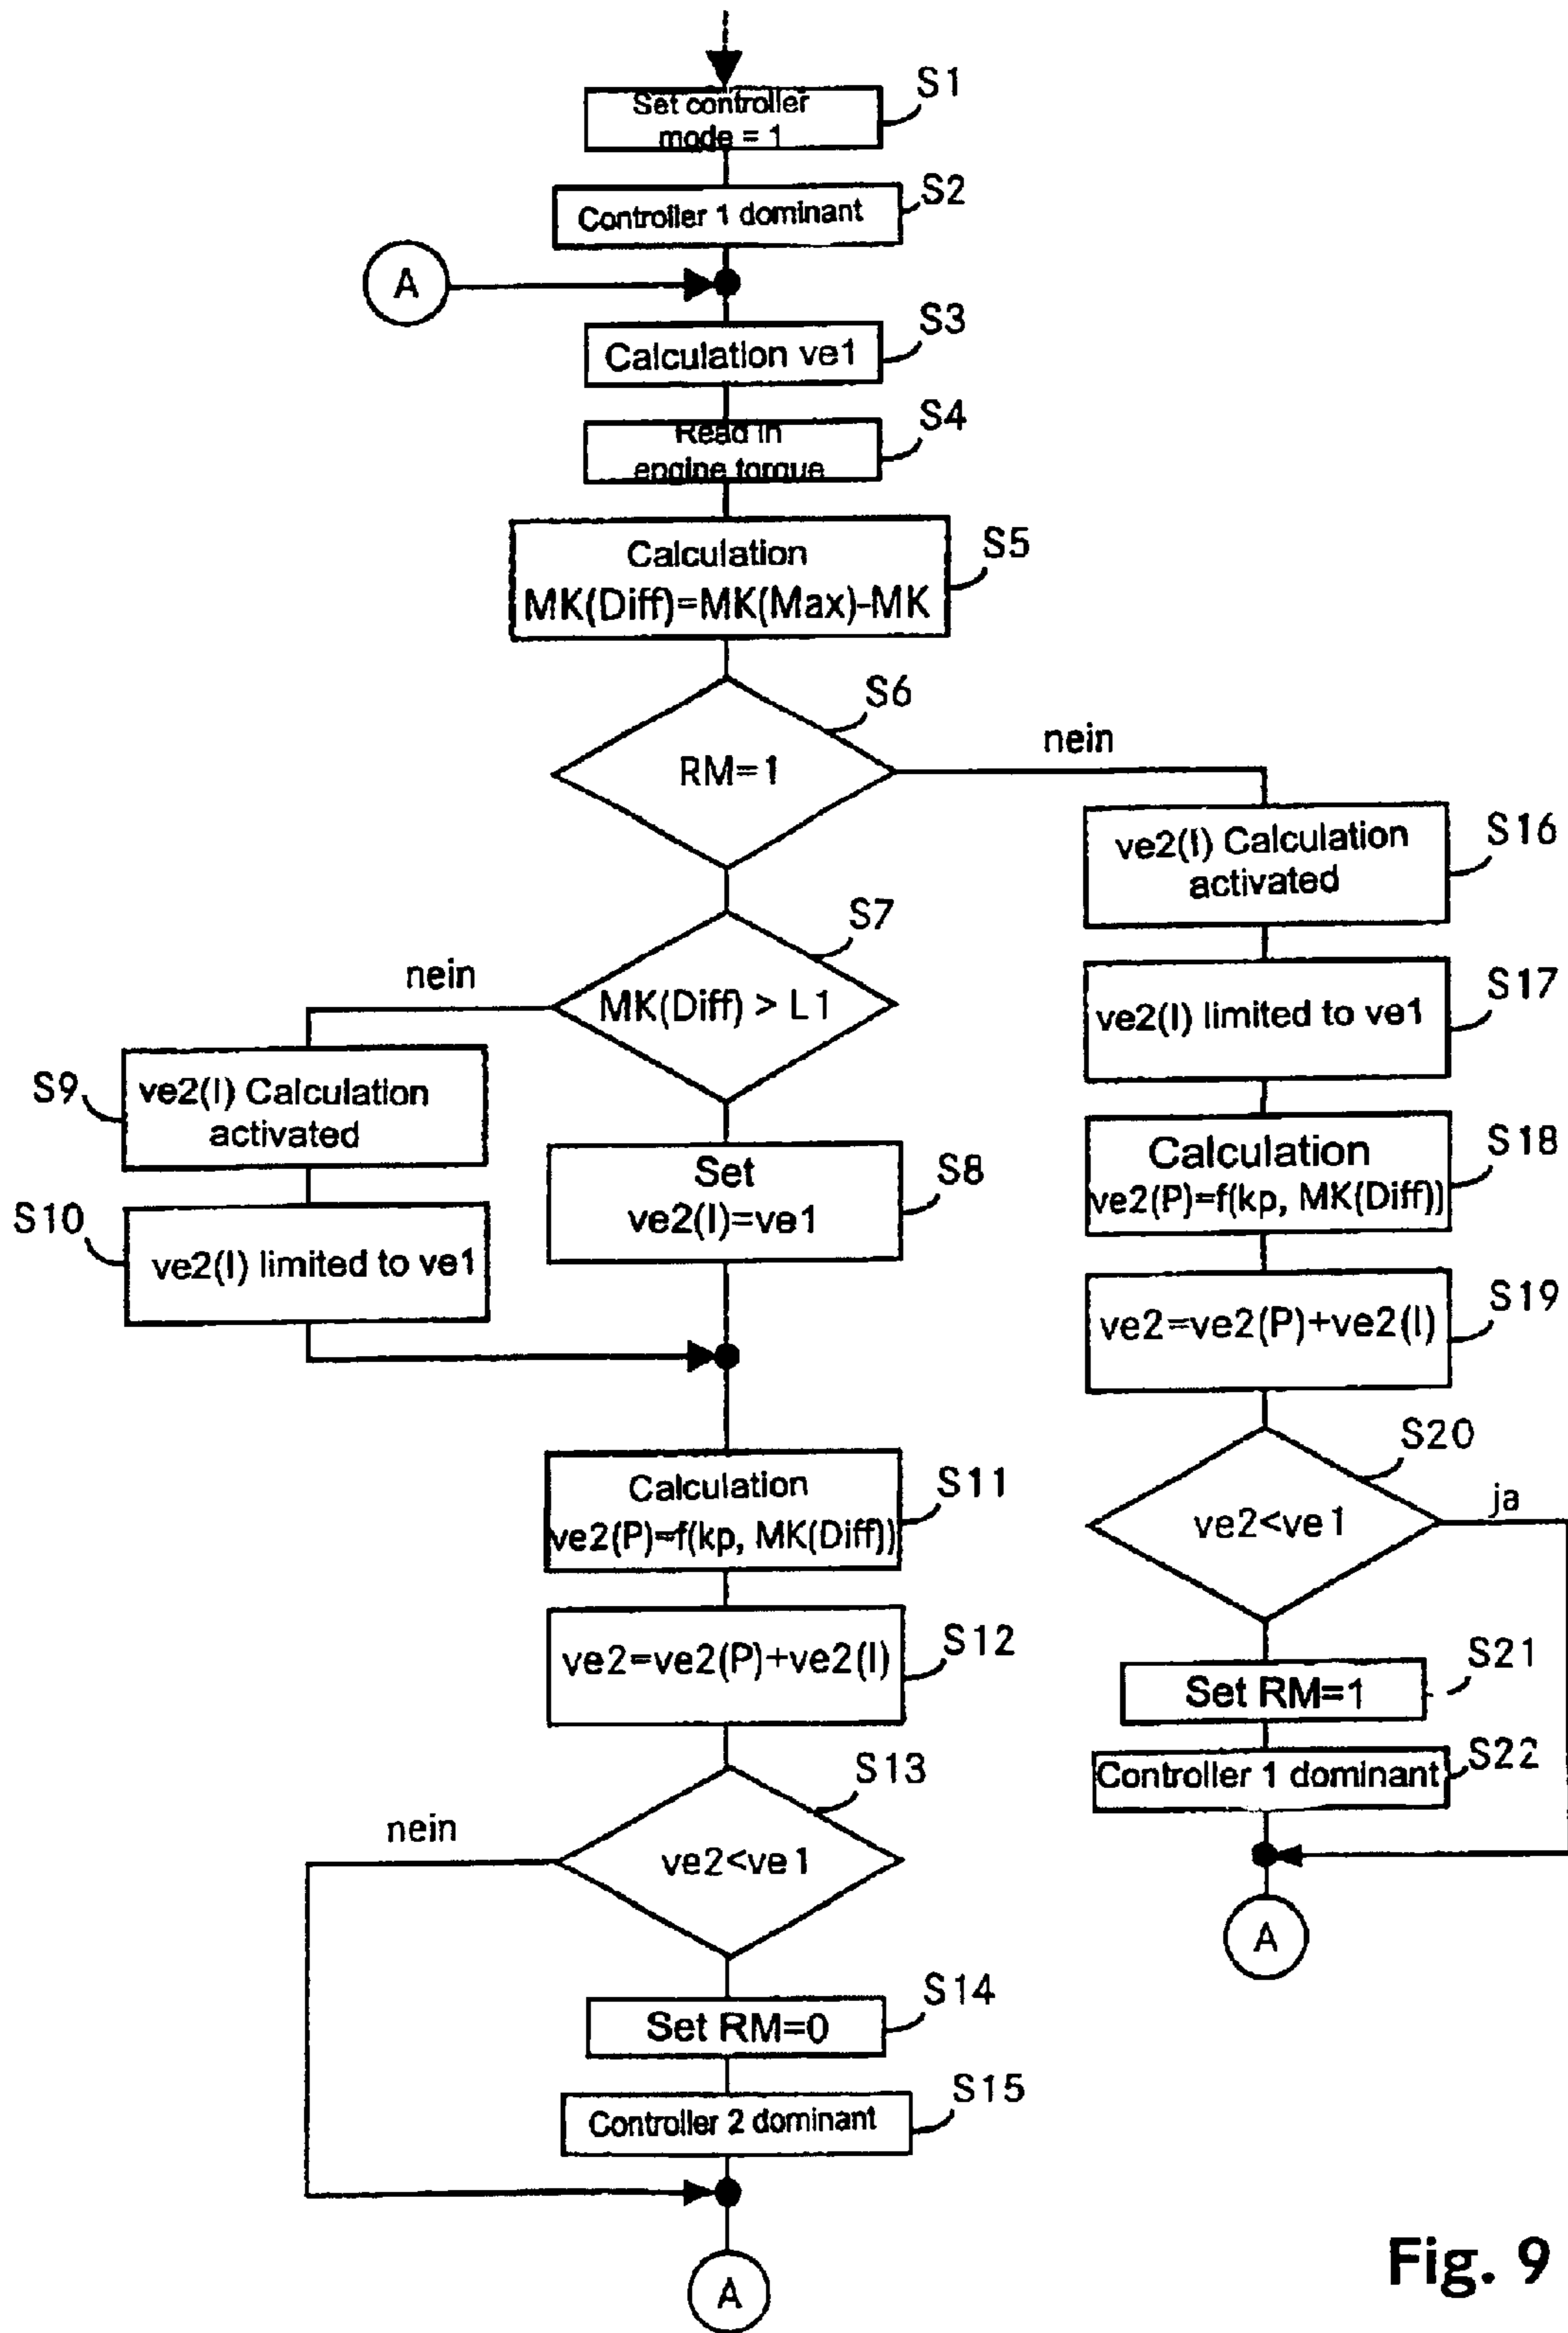 Set controller
mode = 1
S1
Controller 1 dominant
S2
A
Calculation ve1
S3
Read in
engine torque
S4
Calculation
MK(Diff)=MK(Max)-MK
S5
RM=1
S6
nein
MK(Diff) > L1
S7
nein
Set
ve2(I)=ve1
S8
S9
ve2(I) Calculation
activated
S10
ve2(I) limited to ve1
Calculation
ve2(P)=f(kp, MK(Diff))
S11
ve2=ve2(P)+ve2(I)
S12
ve2<ve1
S13
nein
Set RM=0
S14
Controller 2 dominant
S15
A
ve2(I) Calculation
activated
S16
ve2(I) limited to ve1
S17
Calculation
ve2(P)=f(kp, MK(Diff))
S18
ve2=ve2(P)+ve2(I)
S19
ve2<ve1
S20
ja
Set RM=1
S21
Controller 1 dominant
S22
A
Fig. 9